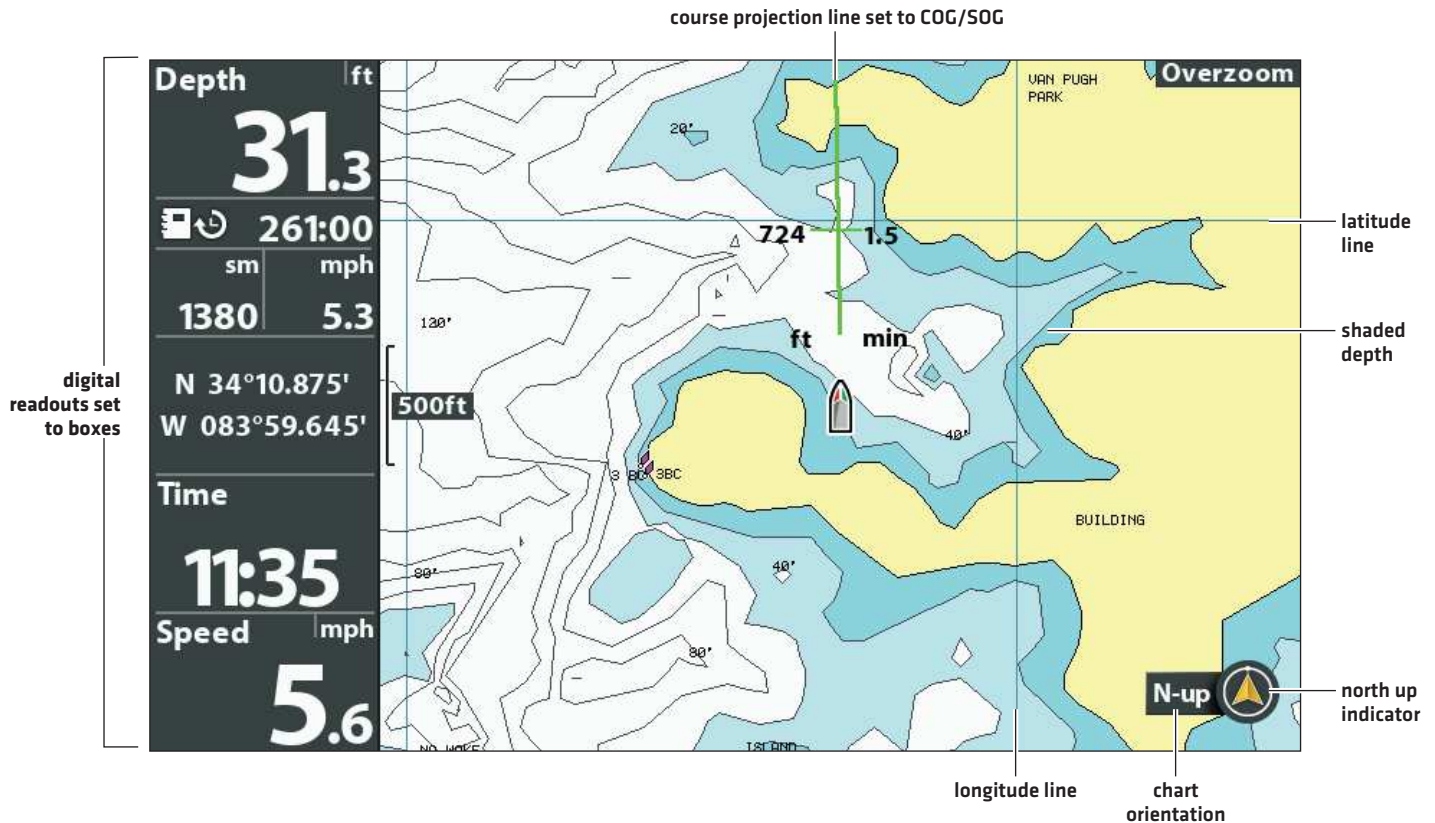 course projection line set to COG/SOG
Depth ft
31.3
261:00
sm mph
1380 5.3
N 34°10.875'
W 083°59.645'
Time
11:35
Speed mph
5.6
digital
readouts set
to boxes
Overzoom
VAN PUGH
PARK
20'
724 1.5
ft min
120'
500ft
40'
3 BC 3BC
BUILDING
80'
40'
80'
NO WAKE
ISLAND
N-up
latitude
line
shaded
depth
north up
indicator
longitude line
chart
orientation